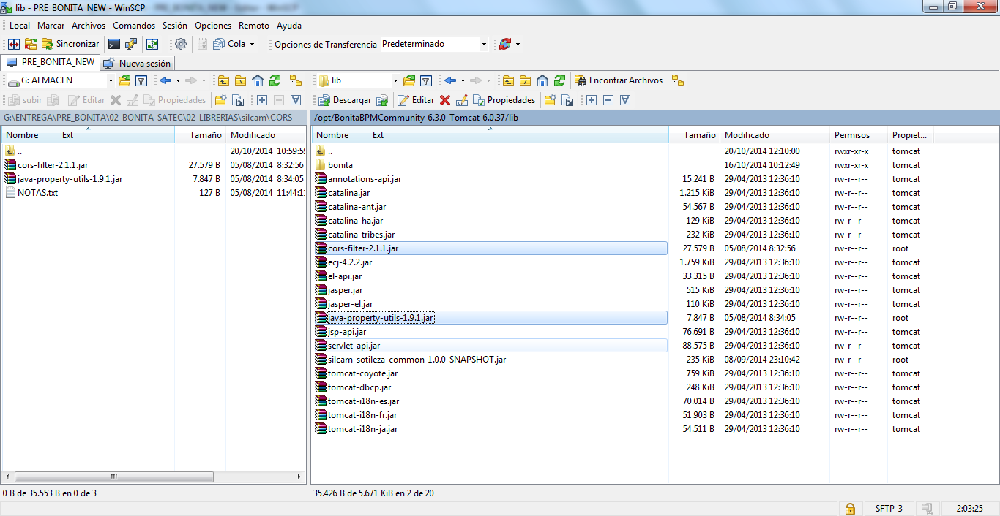 lib - PRE_BONITA_NEW - WinSCP
Local Marcar Archivos Comandos Sesión Opciones Remoto Ayuda
Sincronizar Cola Opciones de Transferencia Predeterminado
PRE_BONITA_NEW Nueva sesión
G: ALMACEN lib Encontrar Archivos
subir Editar Propiedades Descargar Editar Propiedades
G:\ENTREGA\PRE_BONITA\02-BONITA-SATEC\02-LIBRERIAS\silcam\CORS
Nombre Ext Tamaño Modificado
.. 20/10/2014 10:59:59
cors-filter-2.1.1.jar 27.579 B 05/08/2014 8:32:56
java-property-utils-1.9.1.jar 7.847 B 05/08/2014 8:34:05
NOTAS.txt 127 B 05/08/2014 11:44:1
0 B de 35.553 B en 0 de 3
/opt/BonitaBPMCommunity-6.3.0-Tomcat-6.0.37/lib
Nombre Ext Tamaño Modificado Permisos Propiet...
.. 20/10/2014 12:10:00 rwxr-xr-x tomcat
bonita 16/10/2014 10:12:49 rwxr-xr-x tomcat
annotations-api.jar 15.241 B 29/04/2013 12:36:10 rw-r--r-- tomcat
catalina.jar 1.215 KiB 29/04/2013 12:36:10 rw-r--r-- tomcat
catalina-ant.jar 54.567 B 29/04/2013 12:36:10 rw-r--r-- tomcat
catalina-ha.jar 129 KiB 29/04/2013 12:36:10 rw-r--r-- tomcat
catalina-tribes.jar 232 KiB 29/04/2013 12:36:10 rw-r--r-- tomcat
cors-filter-2.1.1.jar 27.579 B 05/08/2014 8:32:56 rw-r--r-- root
ecj-4.2.2.jar 1.759 KiB 29/04/2013 12:36:10 rw-r--r-- tomcat
el-api.jar 33.315 B 29/04/2013 12:36:10 rw-r--r-- tomcat
jasper.jar 515 KiB 29/04/2013 12:36:10 rw-r--r-- tomcat
jasper-el.jar 110 KiB 29/04/2013 12:36:10 rw-r--r-- tomcat
java-property-utils-1.9.1.jar 7.847 B 05/08/2014 8:34:05 rw-r--r-- root
jsp-api.jar 76.691 B 29/04/2013 12:36:10 rw-r--r-- tomcat
servlet-api.jar 88.575 B 29/04/2013 12:36:10 rw-r--r-- tomcat
silcam-sotileza-common-1.0.0-SNAPSHOT.jar 235 KiB 08/09/2014 23:10:42 rw-r--r-- root
tomcat-coyote.jar 759 KiB 29/04/2013 12:36:10 rw-r--r-- tomcat
tomcat-dbcp.jar 248 KiB 29/04/2013 12:36:10 rw-r--r-- tomcat
tomcat-i18n-es.jar 70.014 B 29/04/2013 12:36:10 rw-r--r-- tomcat
tomcat-i18n-fr.jar 51.903 B 29/04/2013 12:36:10 rw-r--r-- tomcat
tomcat-i18n-ja.jar 54.511 B 29/04/2013 12:36:10 rw-r--r-- tomcat
35.426 B de 5.671 KiB en 2 de 20
SFTP-3 2:03:25